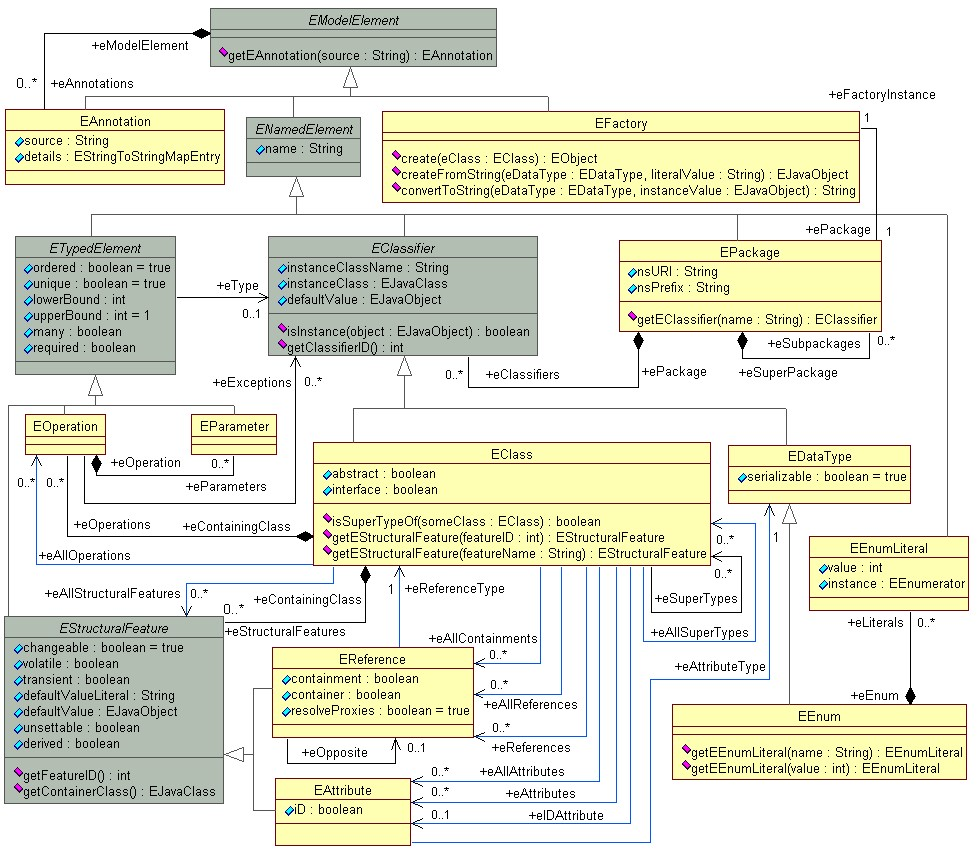 EModelElement
getEAnnotation(source : String) : EAnnotation
+eModelElement
0..*
+eAnnotations
EAnnotation
source : String
details : EStringToStringMapEntry
ENamedElement
name : String
+eFactoryInstance
1
EFactory
create(eClass : EClass) : EObject
createFromString(eDataType : EDataType, literalValue : String) : EJavaObject
convertToString(eDataType : EDataType, instanceValue : EJavaObject) : String
+ePackage
1
ETypedElement
ordered : boolean = true
unique : boolean = true
lowerBound : int
upperBound : int = 1
many : boolean
required : boolean
+eType
0..1
EClassifier
instanceClassName : String
instanceClass : EJavaClass
defaultValue : EJavaObject
isInstance(object : EJavaObject) : boolean
getClassifierID() : int
EPackage
nsURI : String
nsPrefix : String
getEClassifier(name : String) : EClassifier
+eSubpackages
0..*
+eSuperPackage
+ePackage
0..*
+eClassifiers
+eExceptions
0..*
EOperation
EParameter
+eOperation
0..*
+eParameters
0..*
0..*
+eOperations
+eContainingClass
+eAllOperations
EClass
abstract : boolean
interface : boolean
isSuperTypeOf(someClass : EClass) : boolean
getEStructuralFeature(featureID : int) : EStructuralFeature
getEStructuralFeature(featureName : String) : EStructuralFeature
EDataType
serializable : boolean = true
0..*
1
0..*
+eSuperTypes
+eAllSuperTypes
+eAttributeType
EEnumLiteral
value : int
instance : EEnumerator
+eLiterals
0..*
+eEnum
EEnum
getEEnumLiteral(name : String) : EEnumLiteral
getEEnumLiteral(value : int) : EEnumLiteral
+eAllStructuralFeatures
0..*
+eContainingClass
1
+eReferenceType
0..*
+eStructuralFeatures
EStructuralFeature
changeable : boolean = true
volatile : boolean
transient : boolean
defaultValueLiteral : String
defaultValue : EJavaObject
unsettable : boolean
derived : boolean
getFeatureID() : int
getContainerClass() : EJavaClass
+eAllContainments
0..*
EReference
containment : boolean
container : boolean
resolveProxies : boolean = true
0..*
+eAllReferences
0..*
+eReferences
+eOpposite
0..1
0..*
+eAllAttributes
EAttribute
iD : boolean
0..*
+eAttributes
0..1
+eIDAttribute